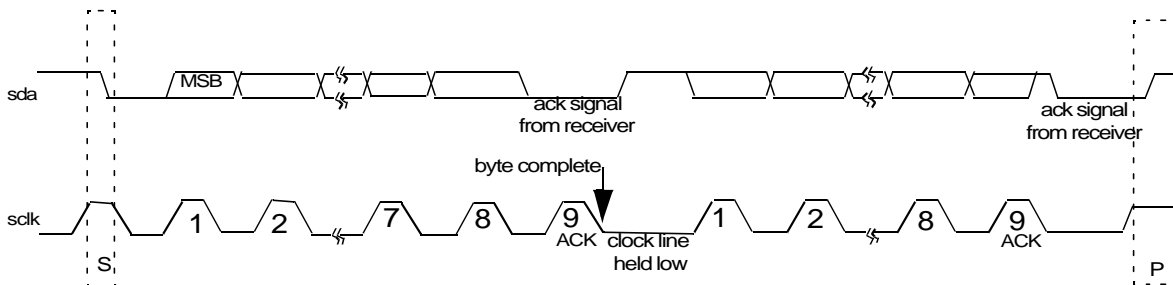 MSB
sda
ack signal
from receiver
ack signal
from receiver
byte complete
sclk
1
2
7
8
9
ACK
clock line
held low
1
2
8
9
ACK
S
P